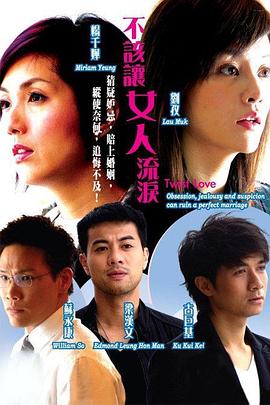 楊千嬅
Miriam Yeung
猜疑妒忌，
賠上婚姻，
縱使奈何，
追悔不及！
不該讓女人流淚
劉孜
Lau Muk
Love
Obsession, jealousy and suspicion
can ruin a perfect marriage
蘇永康
William So
梁漢文
Edmond Leung Hon Man
古巨基
Ku Kui Kei